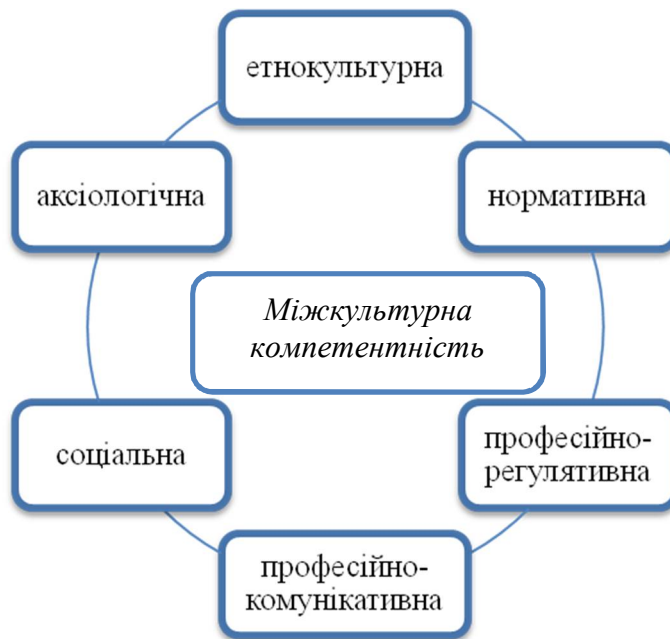 етнокультурна
аксіологічна
нормативна
Міжкультурна
компетентність
соціальна
професійно-
регулятивна
професійно-
комунікативна